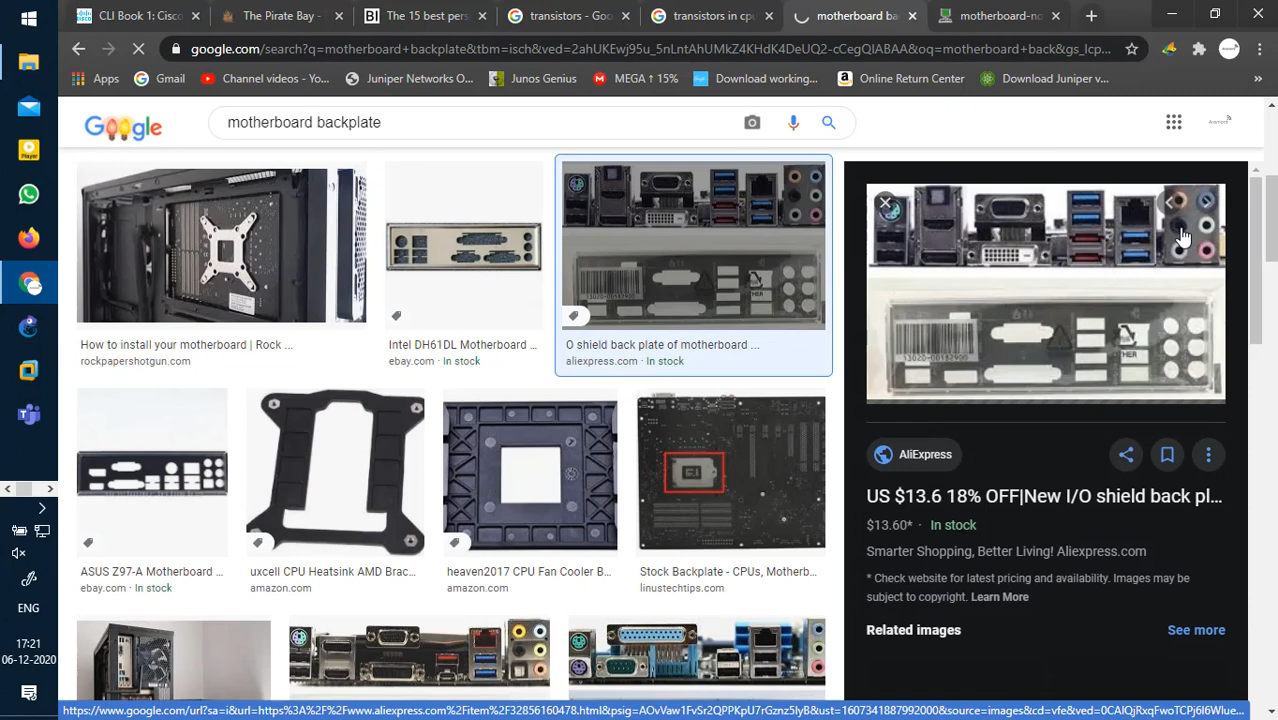 CLI Book 1: Cisco
The Pirate Bay -
The 15 best per
transistors - Goo
transistors in cp
motherboard ba
motherboard-no
google.com/search?q=motherboard+backplate&tbm=isch&ved=2ahUKEwj95u_5nLntAhUMkZ4KHdK4DeUQ2-cCegQIABAA&oq=motherboard+back&gs_lcp...
Apps
Gmail
Channel videos - Yo...
Juniper Networks O...
Junos Genius
MEGA ↑ 15%
Download working...
Online Return Center
Download Juniper v...
»
Google
motherboard backplate
How to install your motherboard | Rock ...
rockpapershotgun.com
Intel DH61DL Motherboard ...
ebay.com · In stock
O shield back plate of motherboard ...
aliexpress.com · In stock
13020-00182900
HER
AliExpress
US $13.6 18% OFF|New I/O shield back pl...
$13.60* · In stock
Smarter Shopping, Better Living! Aliexpress.com
* Check website for latest pricing and availability. Images may be
subject to copyright. Learn More
Related images
See more
ASUS Z97-A Motherboard ...
ebay.com · In stock
uxcell CPU Heatsink AMD Brac...
amazon.com
heaven2017 CPU Fan Cooler B...
amazon.com
Stock Backplate - CPUs, Motherb...
linustechtips.com
ENG
17:21
06-12-2020